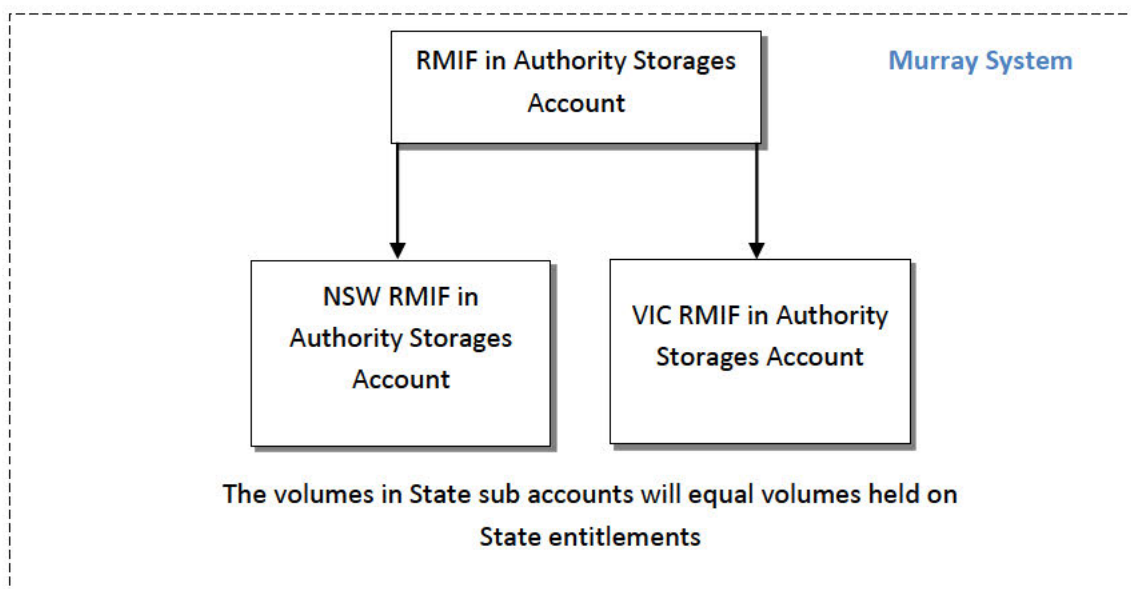 RMIF in Authority Storages
Account
Murray System
NSW RMIF in
Authority Storages
Account
VIC RMIF in Authority
Storages Account
The volumes in State sub accounts will equal volumes held on
State entitlements